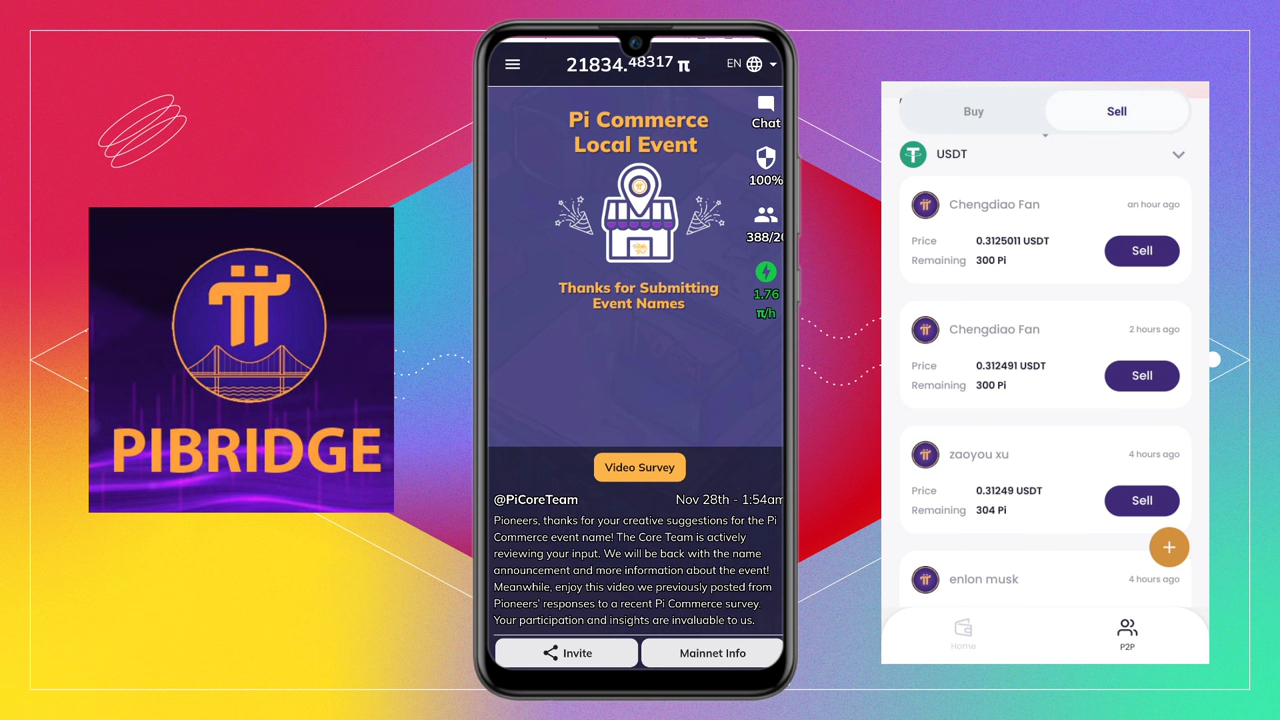 PIBRIDGE
21834.48317 π
EN
Pi Commerce
Local Event
Chat
100%
388/20
1.76
π/h
Thanks for Submitting
Event Names
Video Survey
@PiCoreTeam
Nov 28th - 1:54am
Pioneers, thanks for your creative suggestions for the Pi
Commerce event name! The Core Team is actively
reviewing your input. We will be back with the name
announcement and more information about the event!
Meanwhile, enjoy this video we previously posted from
Pioneers' responses to a recent Pi Commerce survey.
Your participation and insights are invaluable to us.
Invite
Mainnet Info
Buy
Sell
USDT
Chengdiao Fan
an hour ago
Price 0.3125011 USDT
Remaining 300 Pi
Sell
Chengdiao Fan
2 hours ago
Price 0.312491 USDT
Remaining 300 Pi
Sell
zaoyou xu
4 hours ago
Price 0.31249 USDT
Remaining 304 Pi
Sell
enlon musk
4 hours ago
Home
P2P